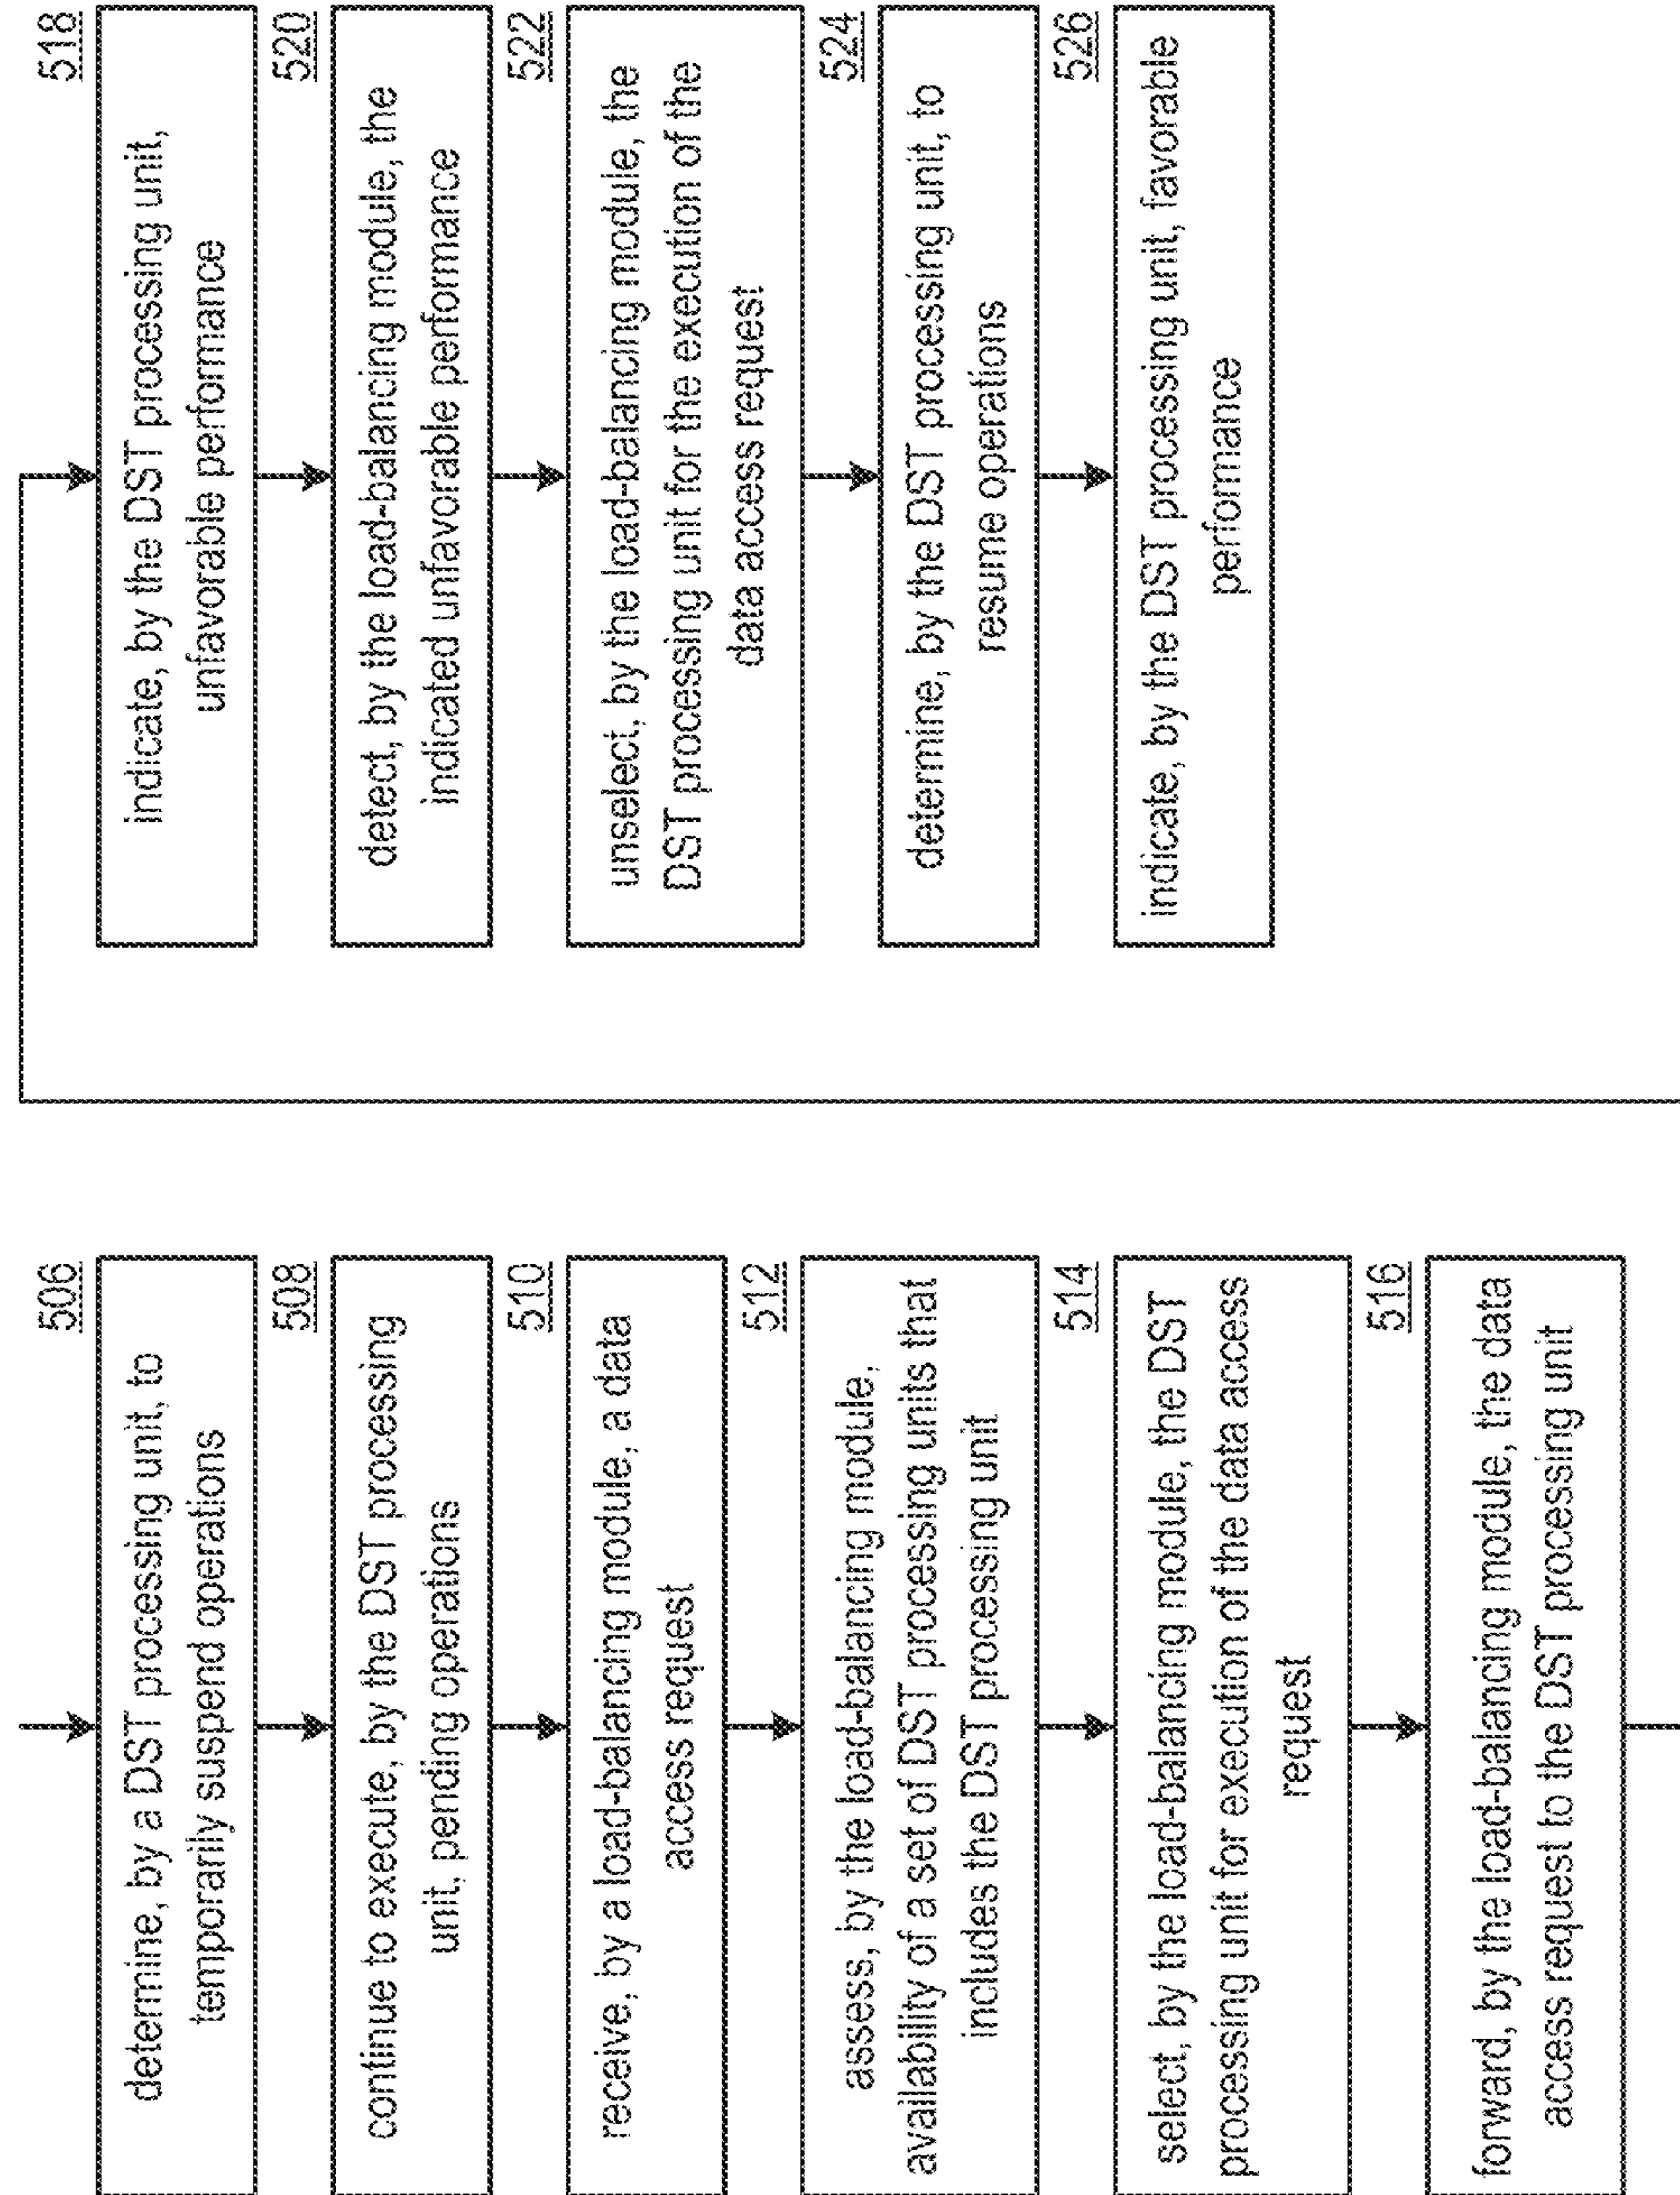 506
determine, by a DST processing unit, to
temporarily suspend operations
508
continue to execute, by the DST processing
unit, pending operations
510
receive, by a load-balancing module, a data
access request
512
assess, by the load-balancing module,
availability of a set of DST processing units that
includes the DST processing unit
514
select, by the load-balancing module, the DST
processing unit for execution of the data access
request
516
forward, by the load-balancing module, the data
access request to the DST processing unit
518
indicate, by the DST processing unit,
unfavorable performance
520
detect, by the load-balancing module, the
indicated unfavorable performance
522
unselect, by the load-balancing module, the
DST processing unit for the execution of the
data access request
524
determine, by the DST processing unit, to
resume operations
526
indicate, by the DST processing unit, favorable
performance